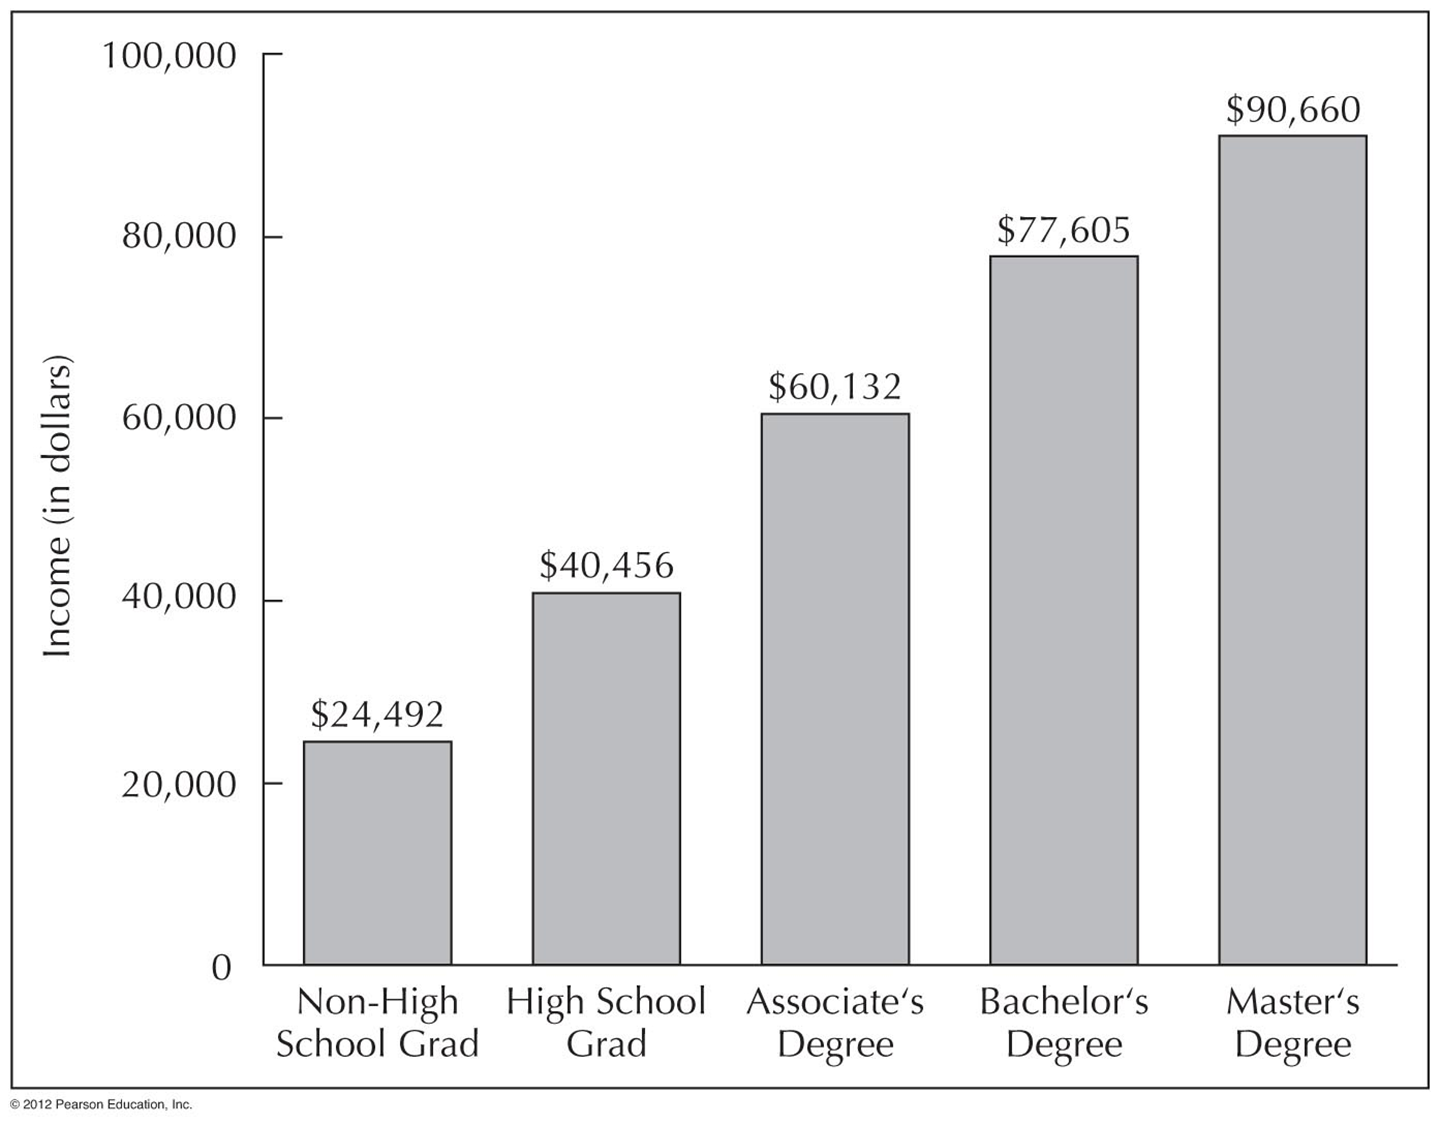 100,000
80,000
60,000
40,000
20,000
0
Income (in dollars)
$24,492
$40,456
$60,132
$77,605
$90,660
Non-High
School Grad
High School
Grad
Associate‘s
Degree
Bachelor‘s
Degree
Master‘s
Degree
© 2012 Pearson Education, Inc.